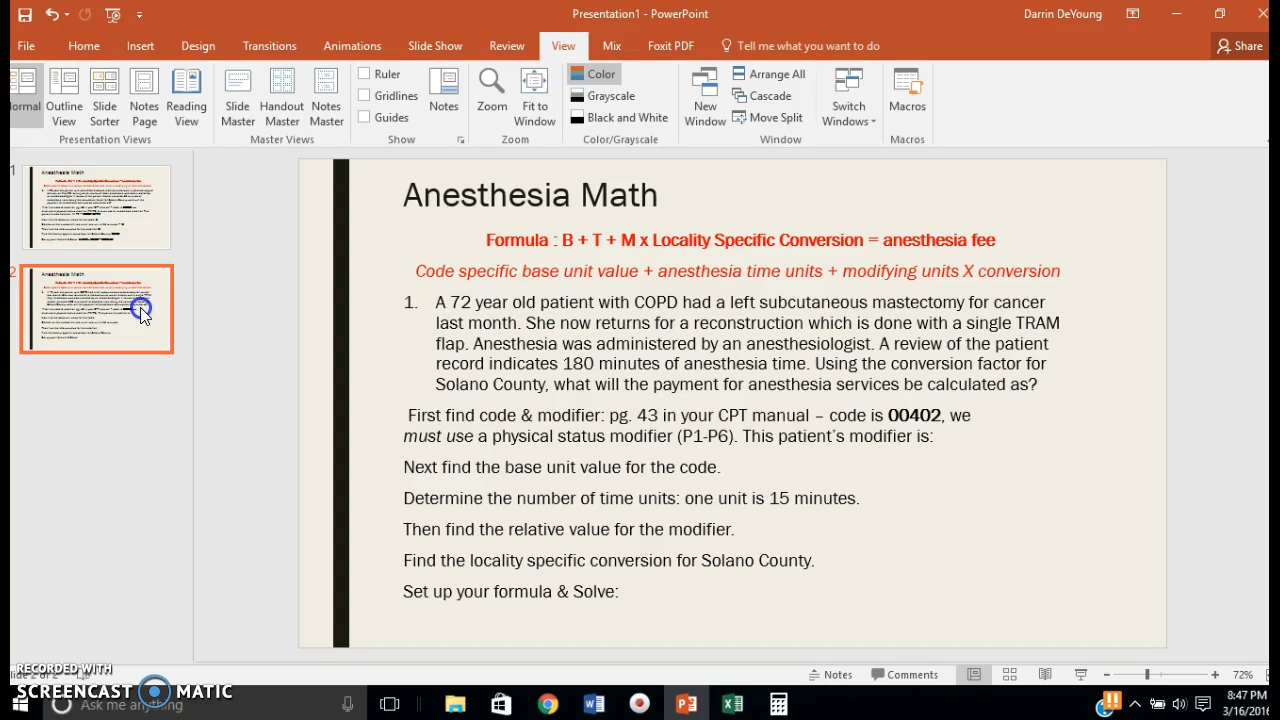 Presentation1 - PowerPoint
Darrin DeYoung
File Home Insert Design Transitions Animations Slide Show Review View Mix Foxit PDF Tell me what you want to do Share
Normal
Outline View
Slide Sorter
Notes Page
Reading View
Presentation Views
Slide Master
Handout Master
Notes Master
Master Views
Ruler
Gridlines
Guides
Show
Notes
Zoom
Fit to Window
Zoom
Color
Grayscale
Black and White
Color/Grayscale
New Window
Arrange All
Cascade
Move Split
Window
Switch Windows
Macros
Macros
1
Anesthesia Math
2
Anesthesia Math
Anesthesia Math
Formula : B + T + M x Locality Specific Conversion = anesthesia fee
Code specific base unit value + anesthesia time units + modifying units X conversion
1. A 72 year old patient with COPD had a left subcutaneous mastectomy for cancer
last month. She now returns for a reconstruction which is done with a single TRAM
flap. Anesthesia was administered by an anesthesiologist. A review of the patient
record indicates 180 minutes of anesthesia time. Using the conversion factor for
Solano County, what will the payment for anesthesia services be calculated as?
First find code & modifier: pg. 43 in your CPT manual – code is 00402, we
must use a physical status modifier (P1-P6). This patient's modifier is:
Next find the base unit value for the code.
Determine the number of time units: one unit is 15 minutes.
Then find the relative value for the modifier.
Find the locality specific conversion for Solano County.
Set up your formula & Solve:
Slide 2 of 2
Notes
Comments
72%
RECORDED WITH
SCREENCAST MATIC
Ask me anything
8:47 PM
3/16/2016